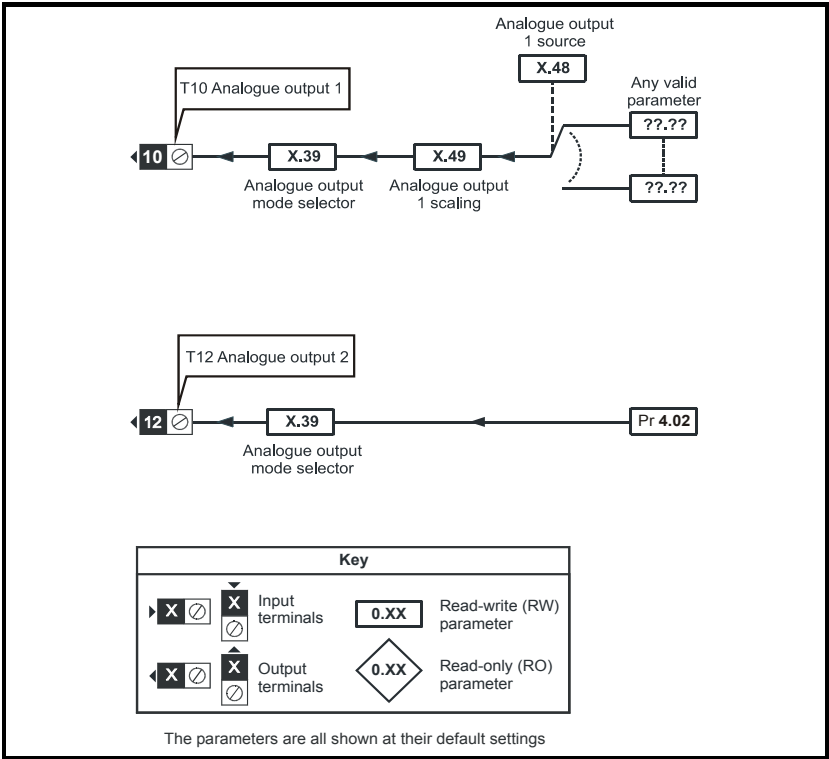 Analogue output
1 source
X.48
Any valid
parameter
??.??
T10 Analogue output 1
10
X.39
X.49
??.??
Analogue output
mode selector
Analogue output
1 scaling
T12 Analogue output 2
12
X.39
Pr 4.02
Analogue output
mode selector
Key
X
X
Input
terminals
0.XX
Read-write (RW)
parameter
X
X
Output
terminals
0.XX
Read-only (RO)
parameter
The parameters are all shown at their default settings